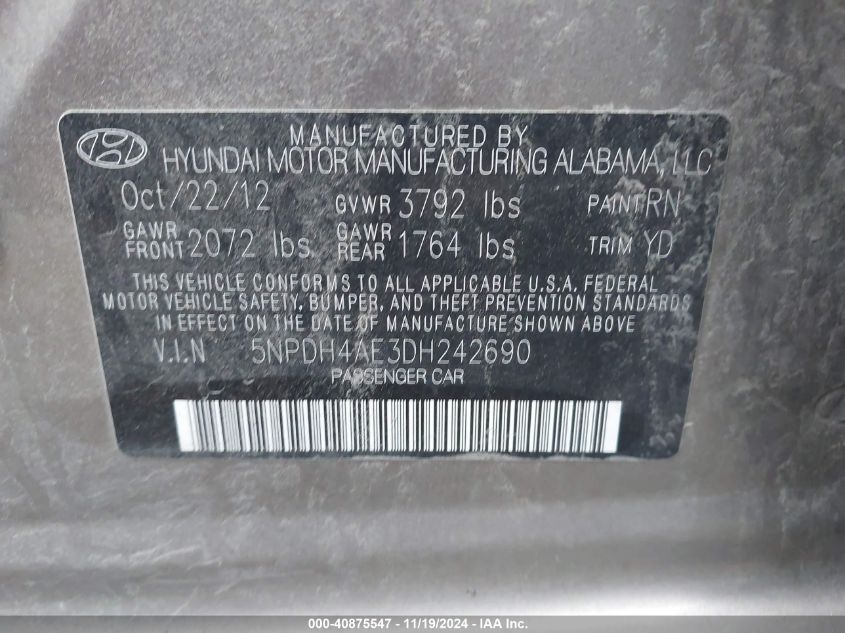 MANUFACTURED BY
HYUNDAI MOTOR MANUFACTURING ALABAMA, LLC
Oct/22/12 GVWR 3792 lbs PAINT RN
GAWR FRONT 2072 lbs GAWR REAR 1764 lbs TRIM YD
THIS VEHICLE CONFORMS TO ALL APPLICABLE U.S.A. FEDERAL
MOTOR VEHICLE SAFETY, BUMPER, AND THEFT PREVENTION STANDARDS
IN EFFECT ON THE DATE OF MANUFACTURE SHOWN ABOVE
V.I.N 5NPDH4AE3DH242690
PASSENGER CAR
000-40875547 - 11/19/2024 - IAA Inc.